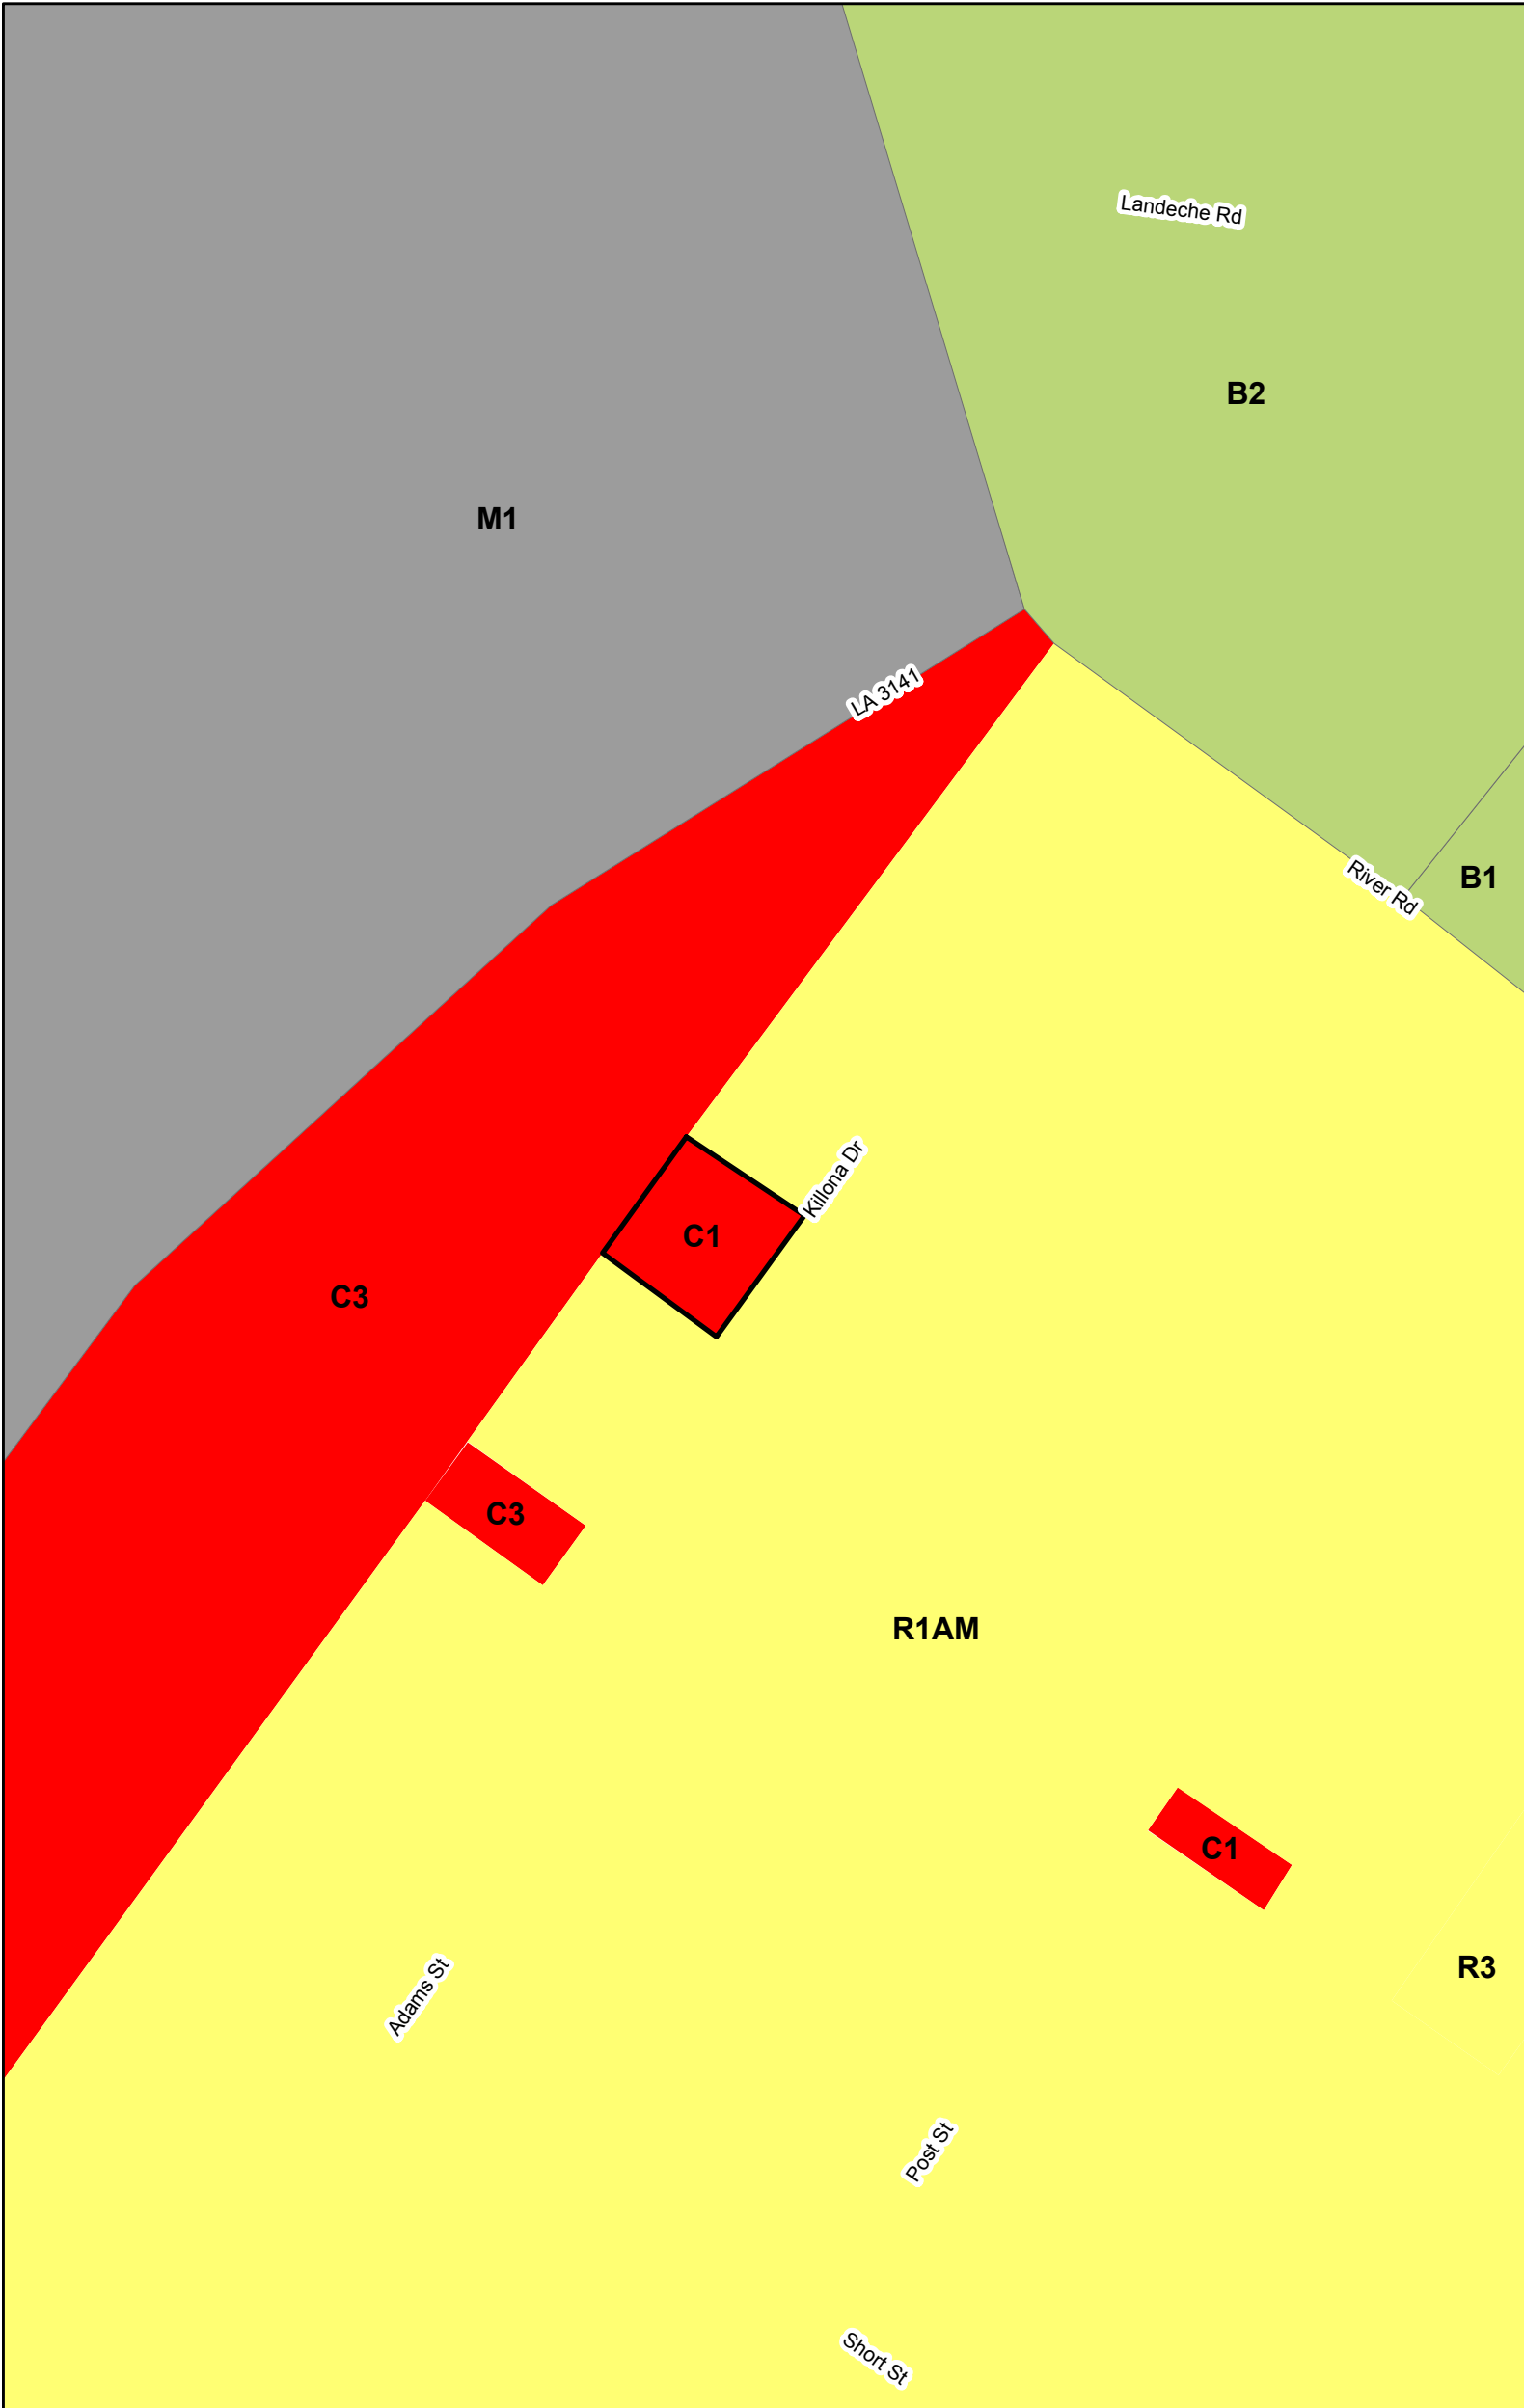 Landeche Rd
B2
M1
LA 3141
River Rd
B1
Killona Dr
C1
C3
C3
R1AM
C1
R3
Adams St
Post St
Short St